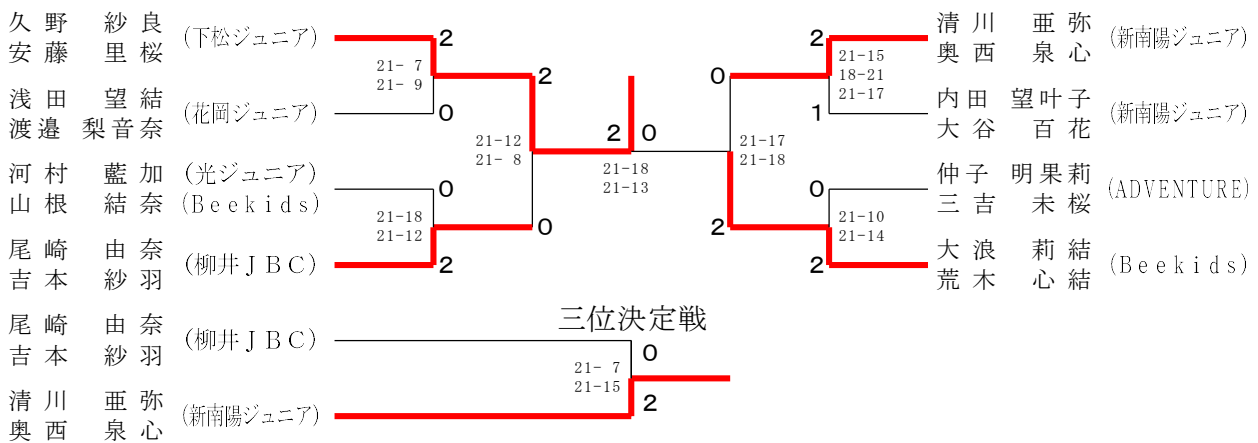 久野 紗良 (下松ジュニア) 2
安藤 里桜
21- 7
21- 9
2
浅田 望結 (花岡ジュニア) 0
渡邉 梨音奈
21-12
21- 8
河村 藍加 (光ジュニア) 0
山根 結奈 (Beekids)
21-18
21-12
0
尾崎 由奈 (柳井JBC) 2
吉本 紗羽
2 0
21-18
21-13
2 清川 亜弥 (新南陽ジュニア)
奥西 泉心
21-15
18-21
21-17
0
1 内田 望叶子 (新南陽ジュニア)
大谷 百花
21-17
21-18
0 仲子 明果莉 (ADVENTURE)
三吉 未桜
21-10
21-14
2
2 大浪 莉結 (Beekids)
荒木 心結
三位決定戦
尾崎 由奈 (柳井JBC) 0
吉本 紗羽
21- 7
21-15
清川 亜弥 (新南陽ジュニア) 2
奥西 泉心